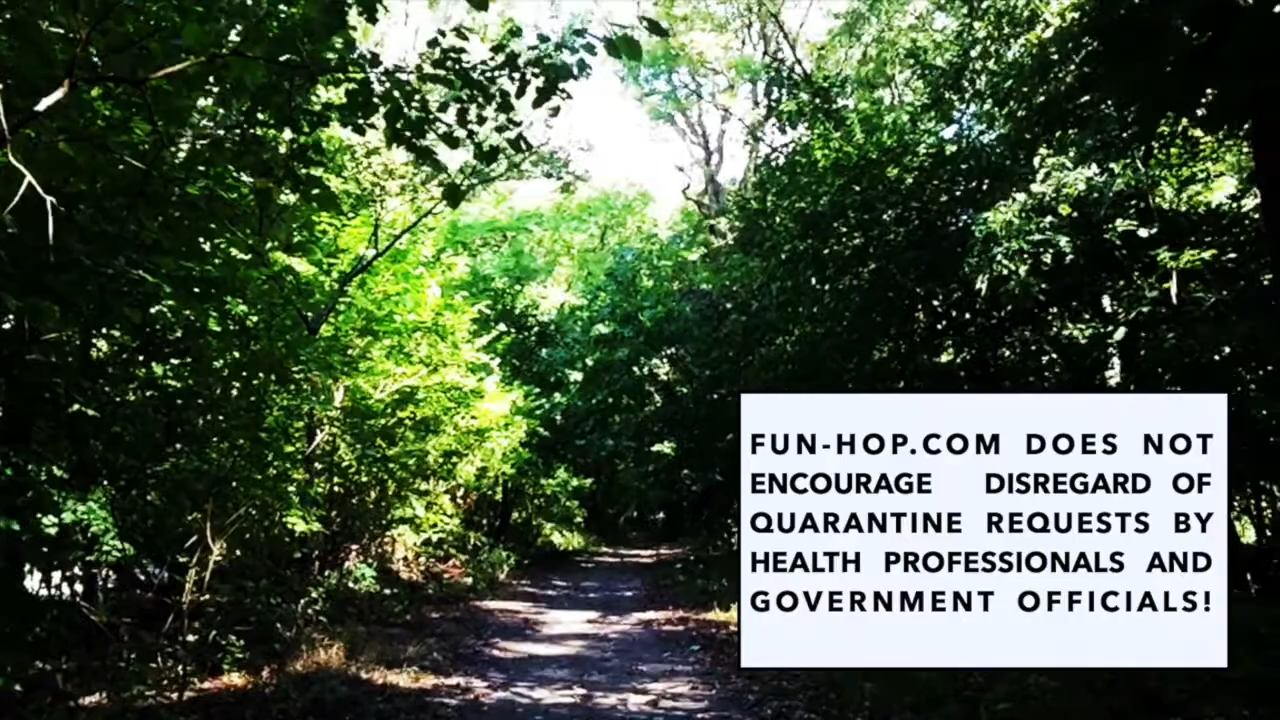 FUN-HOP.COM DOES NOT
ENCOURAGE DISREGARD OF
QUARANTINE REQUESTS BY
HEALTH PROFESSIONALS AND
GOVERNMENT OFFICIALS!